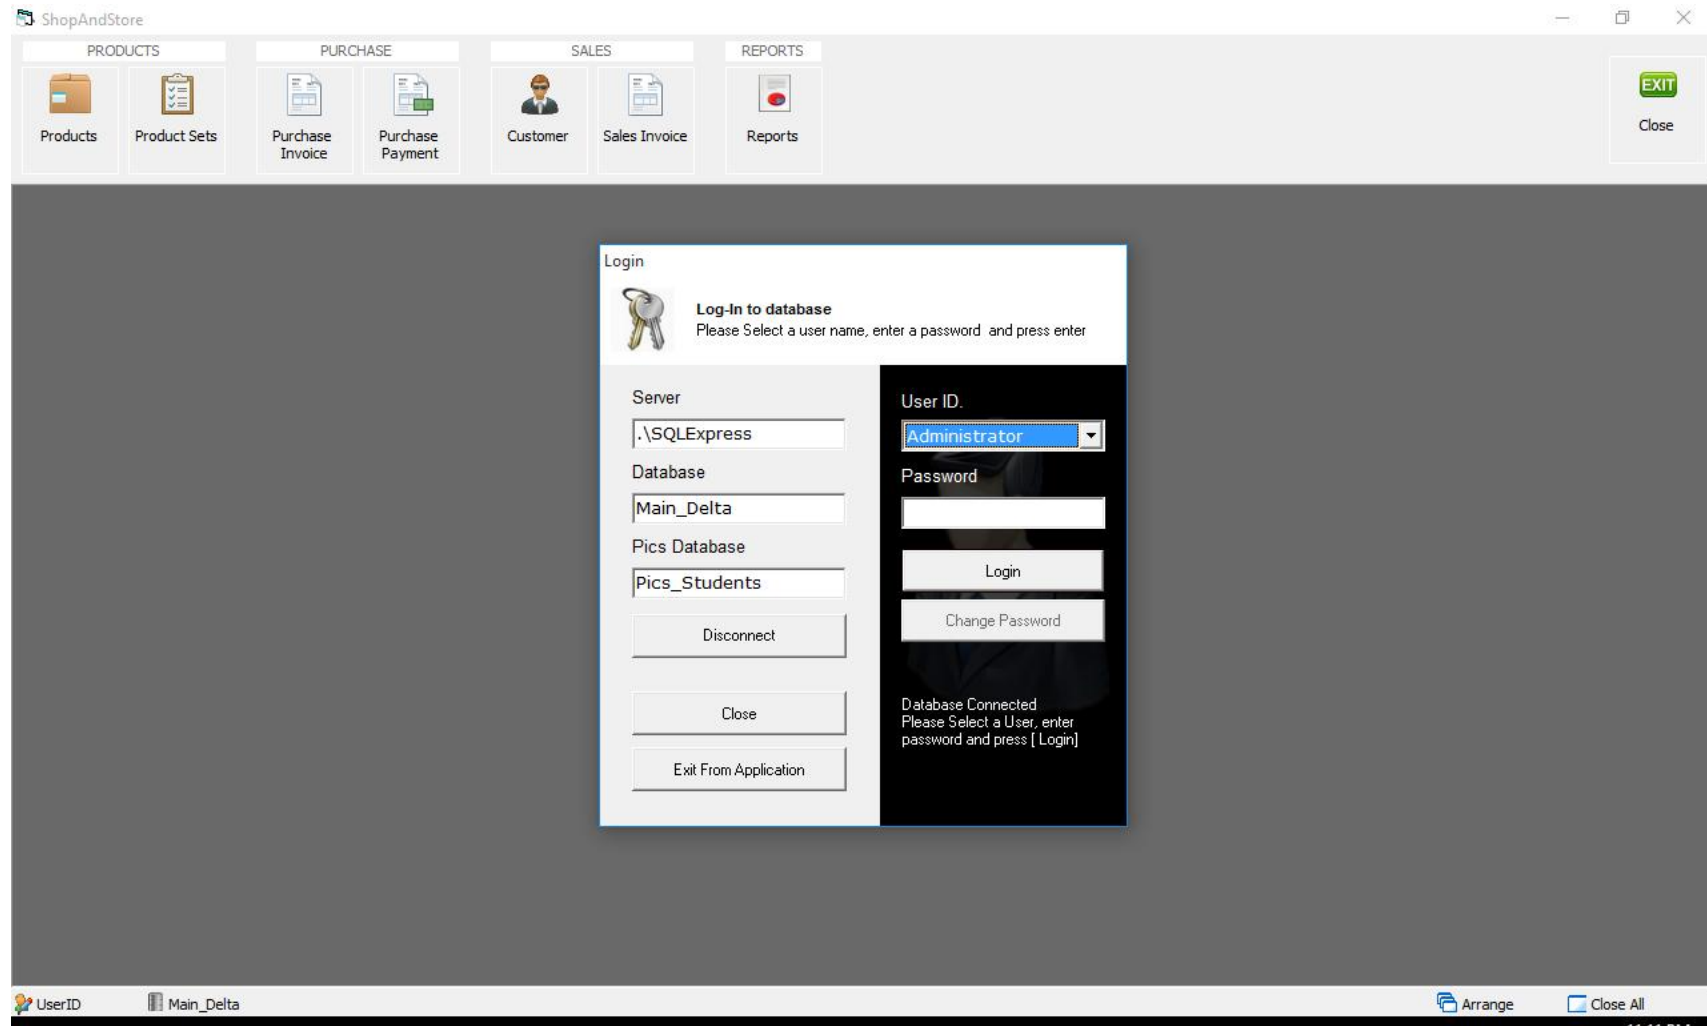 ShopAndStore
PRODUCTS
PURCHASE
SALES
REPORTS
EXIT
Close
Products
Product Sets
Purchase
Invoice
Purchase
Payment
Customer
Sales Invoice
Reports
Login
Log-In to database
Please Select a user name, enter a password and press enter
Server
.\SQLExpress
Database
Main_Delta
Pics Database
Pics_Students
Disconnect
Close
Exit From Application
User ID.
Administrator
Password
Login
Change Password
Database Connected
Please Select a User, enter
password and press [ Login]
UserID
Main_Delta
Arrange
Close All